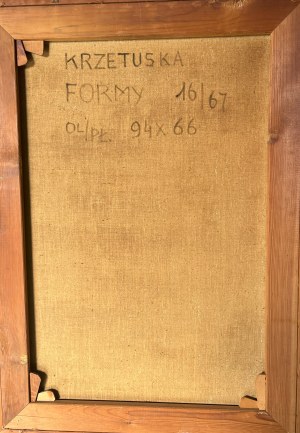 KRZETUSKA
FORMY 16/67
OL/PŁ. 94X66